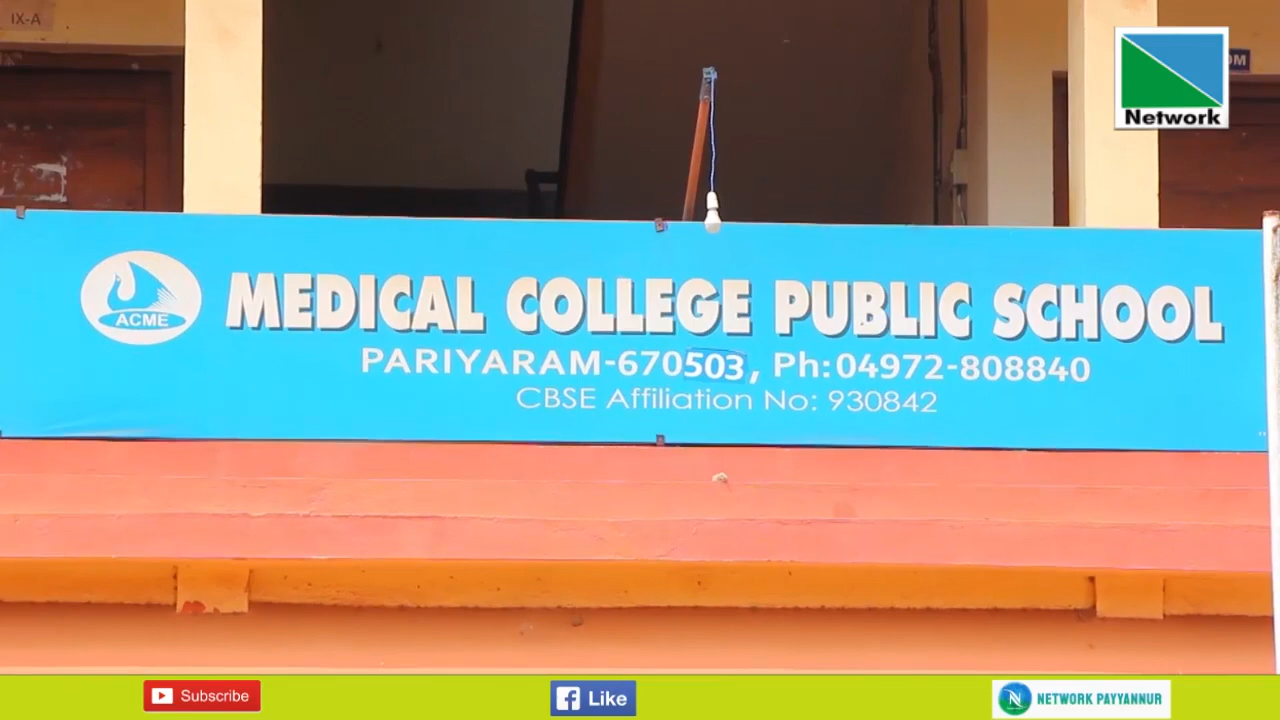 IX-A
OM
Network
ACME
MEDICAL COLLEGE PUBLIC SCHOOL
PARIYARAM-670503, Ph:04972-808840
CBSE Affiliation No: 930842
Subscribe
Like
N
NETWORK PAYYANNUR